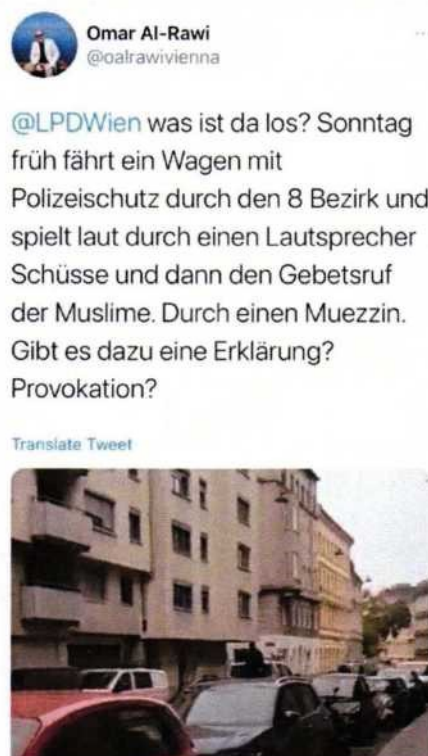 Omar Al-Rawi
@oalrawivienna
@LPDWien was ist da los? Sonntag
früh fährt ein Wagen mit
Polizeischutz durch den 8 Bezirk und
spielt laut durch einen Lautsprecher
Schüsse und dann den Gebetsruf
der Muslime. Durch einen Muezzin.
Gibt es dazu eine Erklärung?
Provokation?
Translate Tweet